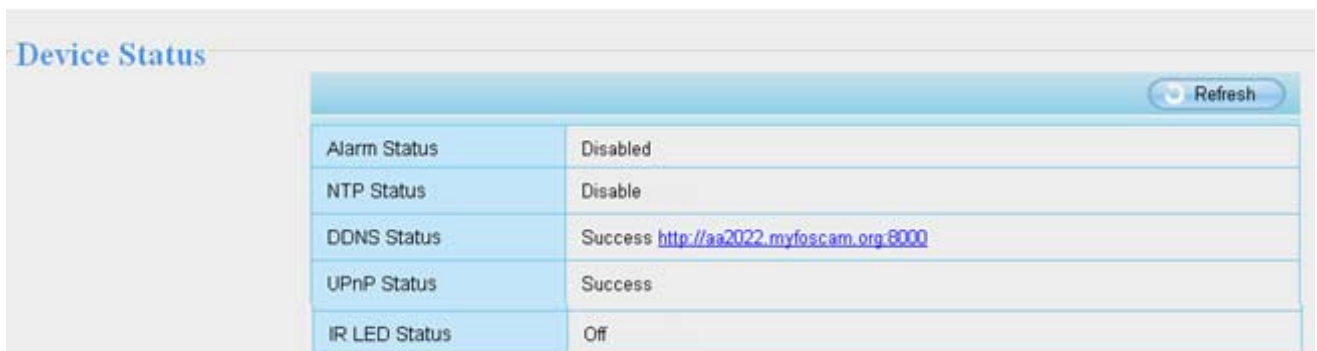 Device Status
Refresh
Alarm Status Disabled
NTP Status Disable
DDNS Status Success http://aa2022.myfoscam.org:8000
UPnP Status Success
IR LED Status Off